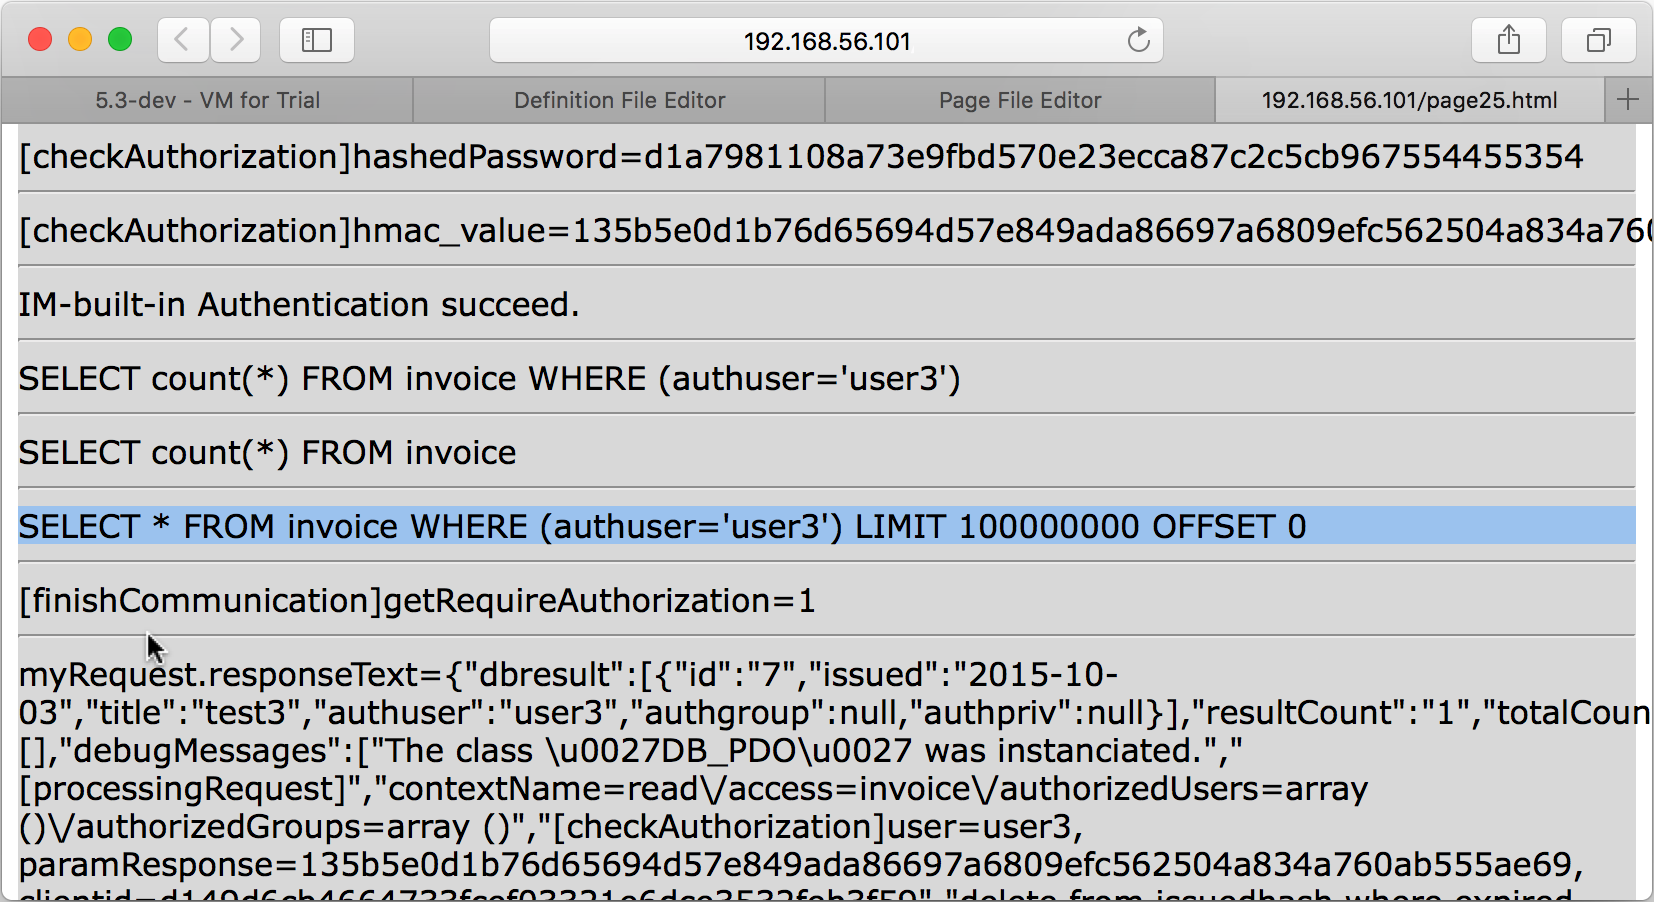 192.168.56.101
5.3-dev - VM for Trial
Definition File Editor
Page File Editor
192.168.56.101/page25.html
[checkAuthorization]hashedPassword=d1a7981108a73e9fbd570e23ecca87c2c5cb967554455354
[checkAuthorization]hmac_value=135b5e0d1b76d65694d57e849ada86697a6809efc562504a834a760
IM-built-in Authentication succeed.
SELECT count(*) FROM invoice WHERE (authuser='user3')
SELECT count(*) FROM invoice
SELECT * FROM invoice WHERE (authuser='user3') LIMIT 100000000 OFFSET 0
[finishCommunication]getRequireAuthorization=1
myRequest.responseText={"dbresult":[{"id":"7","issued":"2015-10-
03","title":"test3","authuser":"user3","authgroup":null,"authpriv":null}],"resultCount":"1","totalCoun
[],"debugMessages":["The class \u0027DB_PDO\u0027 was instanciated.","
[processingRequest]","contextName=read\/access=invoice\/authorizedUsers=array
()\/authorizedGroups=array ()","[checkAuthorization]user=user3,
paramResponse=135b5e0d1b76d65694d57e849ada86697a6809efc562504a834a760ab555ae69,